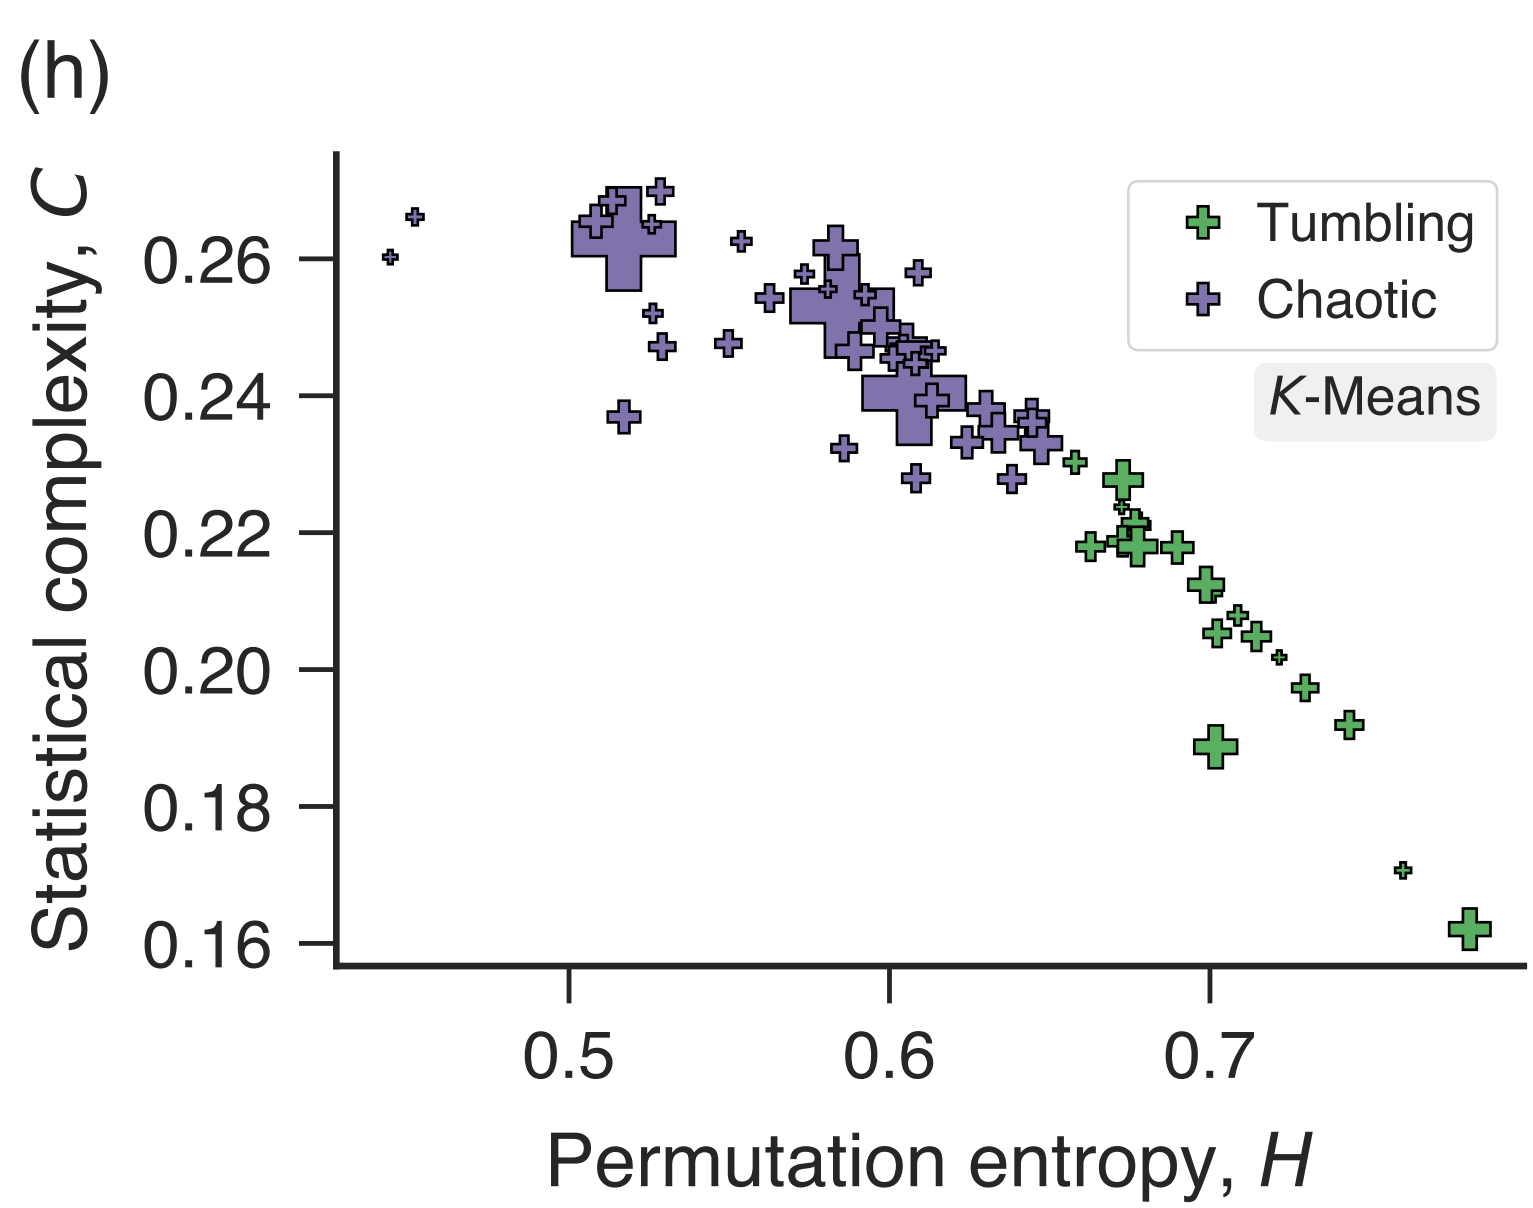 (h)
Statistical complexity, C
0.26
0.24
0.22
0.20
0.18
0.16
Tumbling
Chaotic
K-Means
0.5 0.6 0.7
Permutation entropy, H